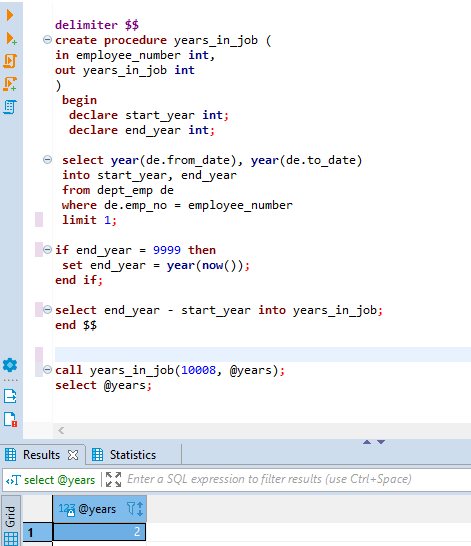 delimiter $$
create procedure years_in_job (
in employee_number int,
out years_in_job int
)
begin
declare start_year int;
declare end_year int;
select year(de.from_date), year(de.to_date)
into start_year, end_year
from dept_emp de
where de.emp_no = employee_number
limit 1;
if end_year = 9999 then
set end_year = year(now());
end if;
select end_year - start_year into years_in_job;
end $$
call years_in_job(10008, @years);
select @years;
Results Statistics
select @years Enter a SQL expression to filter results (use Ctrl+Space)
Grid
123 @years
1 2